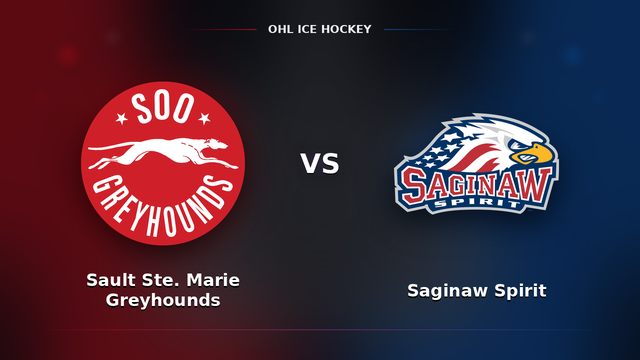 OHL ICE HOCKEY
SOO
GREYHOUNDS
VS
SAGINAW
SPIRIT
Sault Ste. Marie
Greyhounds
Saginaw Spirit